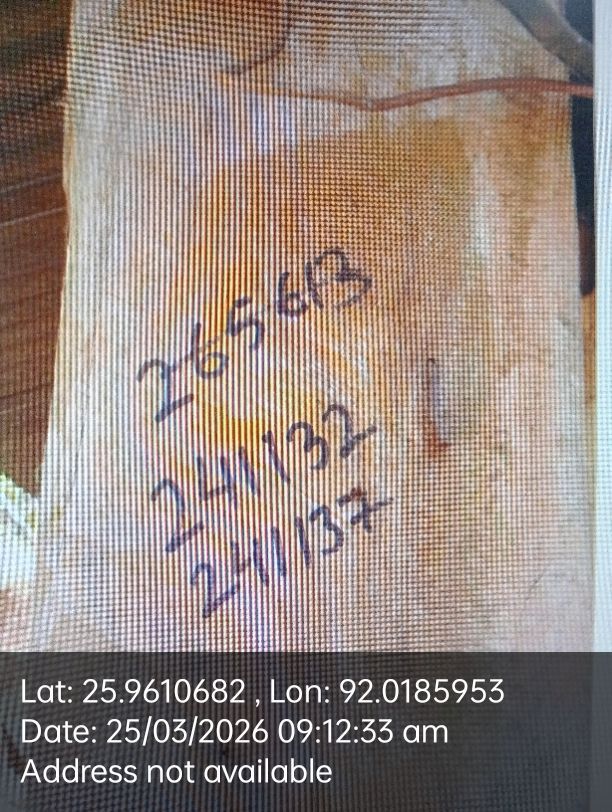 265613
241132
241137
Lat: 25.9610682 , Lon: 92.0185953
Date: 25/03/2026 09:12:33 am
Address not available